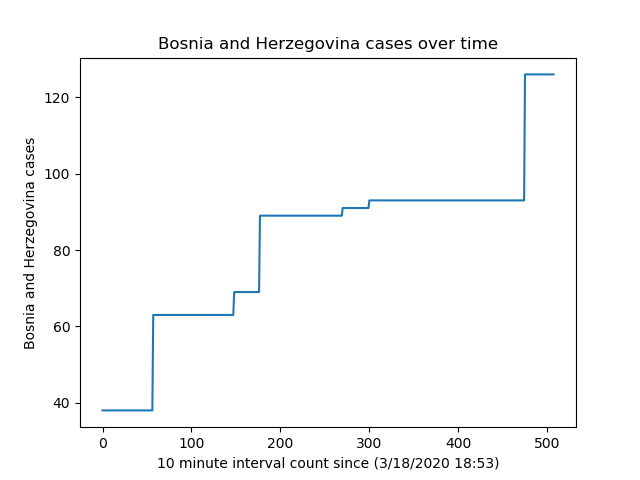 Bosnia and Herzegovina cases over time
Bosnia and Herzegovina cases
120
100
80
60
40
0 100 200 300 400 500
10 minute interval count since (3/18/2020 18:53)